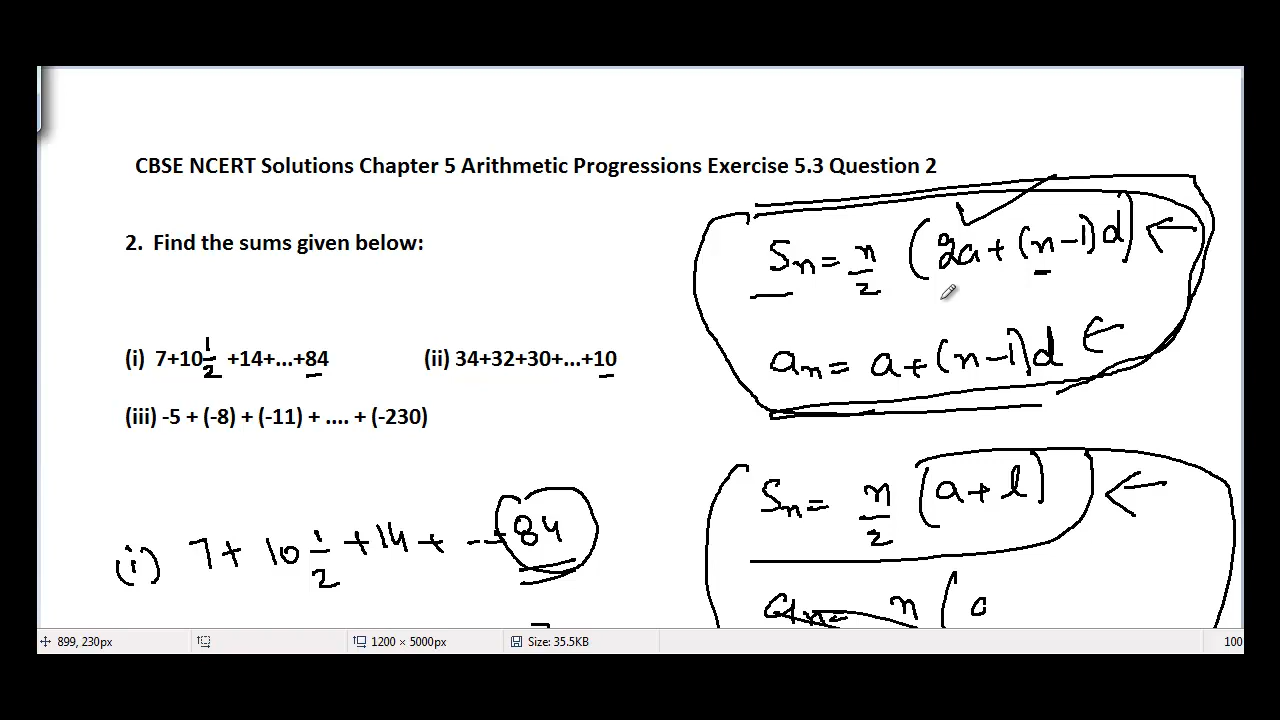 CBSE NCERT Solutions Chapter 5 Arithmetic Progressions Exercise 5.3 Question 2
2. Find the sums given below:
Sn = n/2 (2a + (n-1)d)
(i) 7+10 1/2 +14+...+84 (ii) 34+32+30+...+10
an = a + (n-1)d
(iii) -5 + (-8) + (-11) + .... + (-230)
Sn = n/2 (a + l)
(i) 7 + 10 1/2 + 14 + --- 84
an = n ( a
899, 230px 1200 × 5000px Size: 35.5KB 100